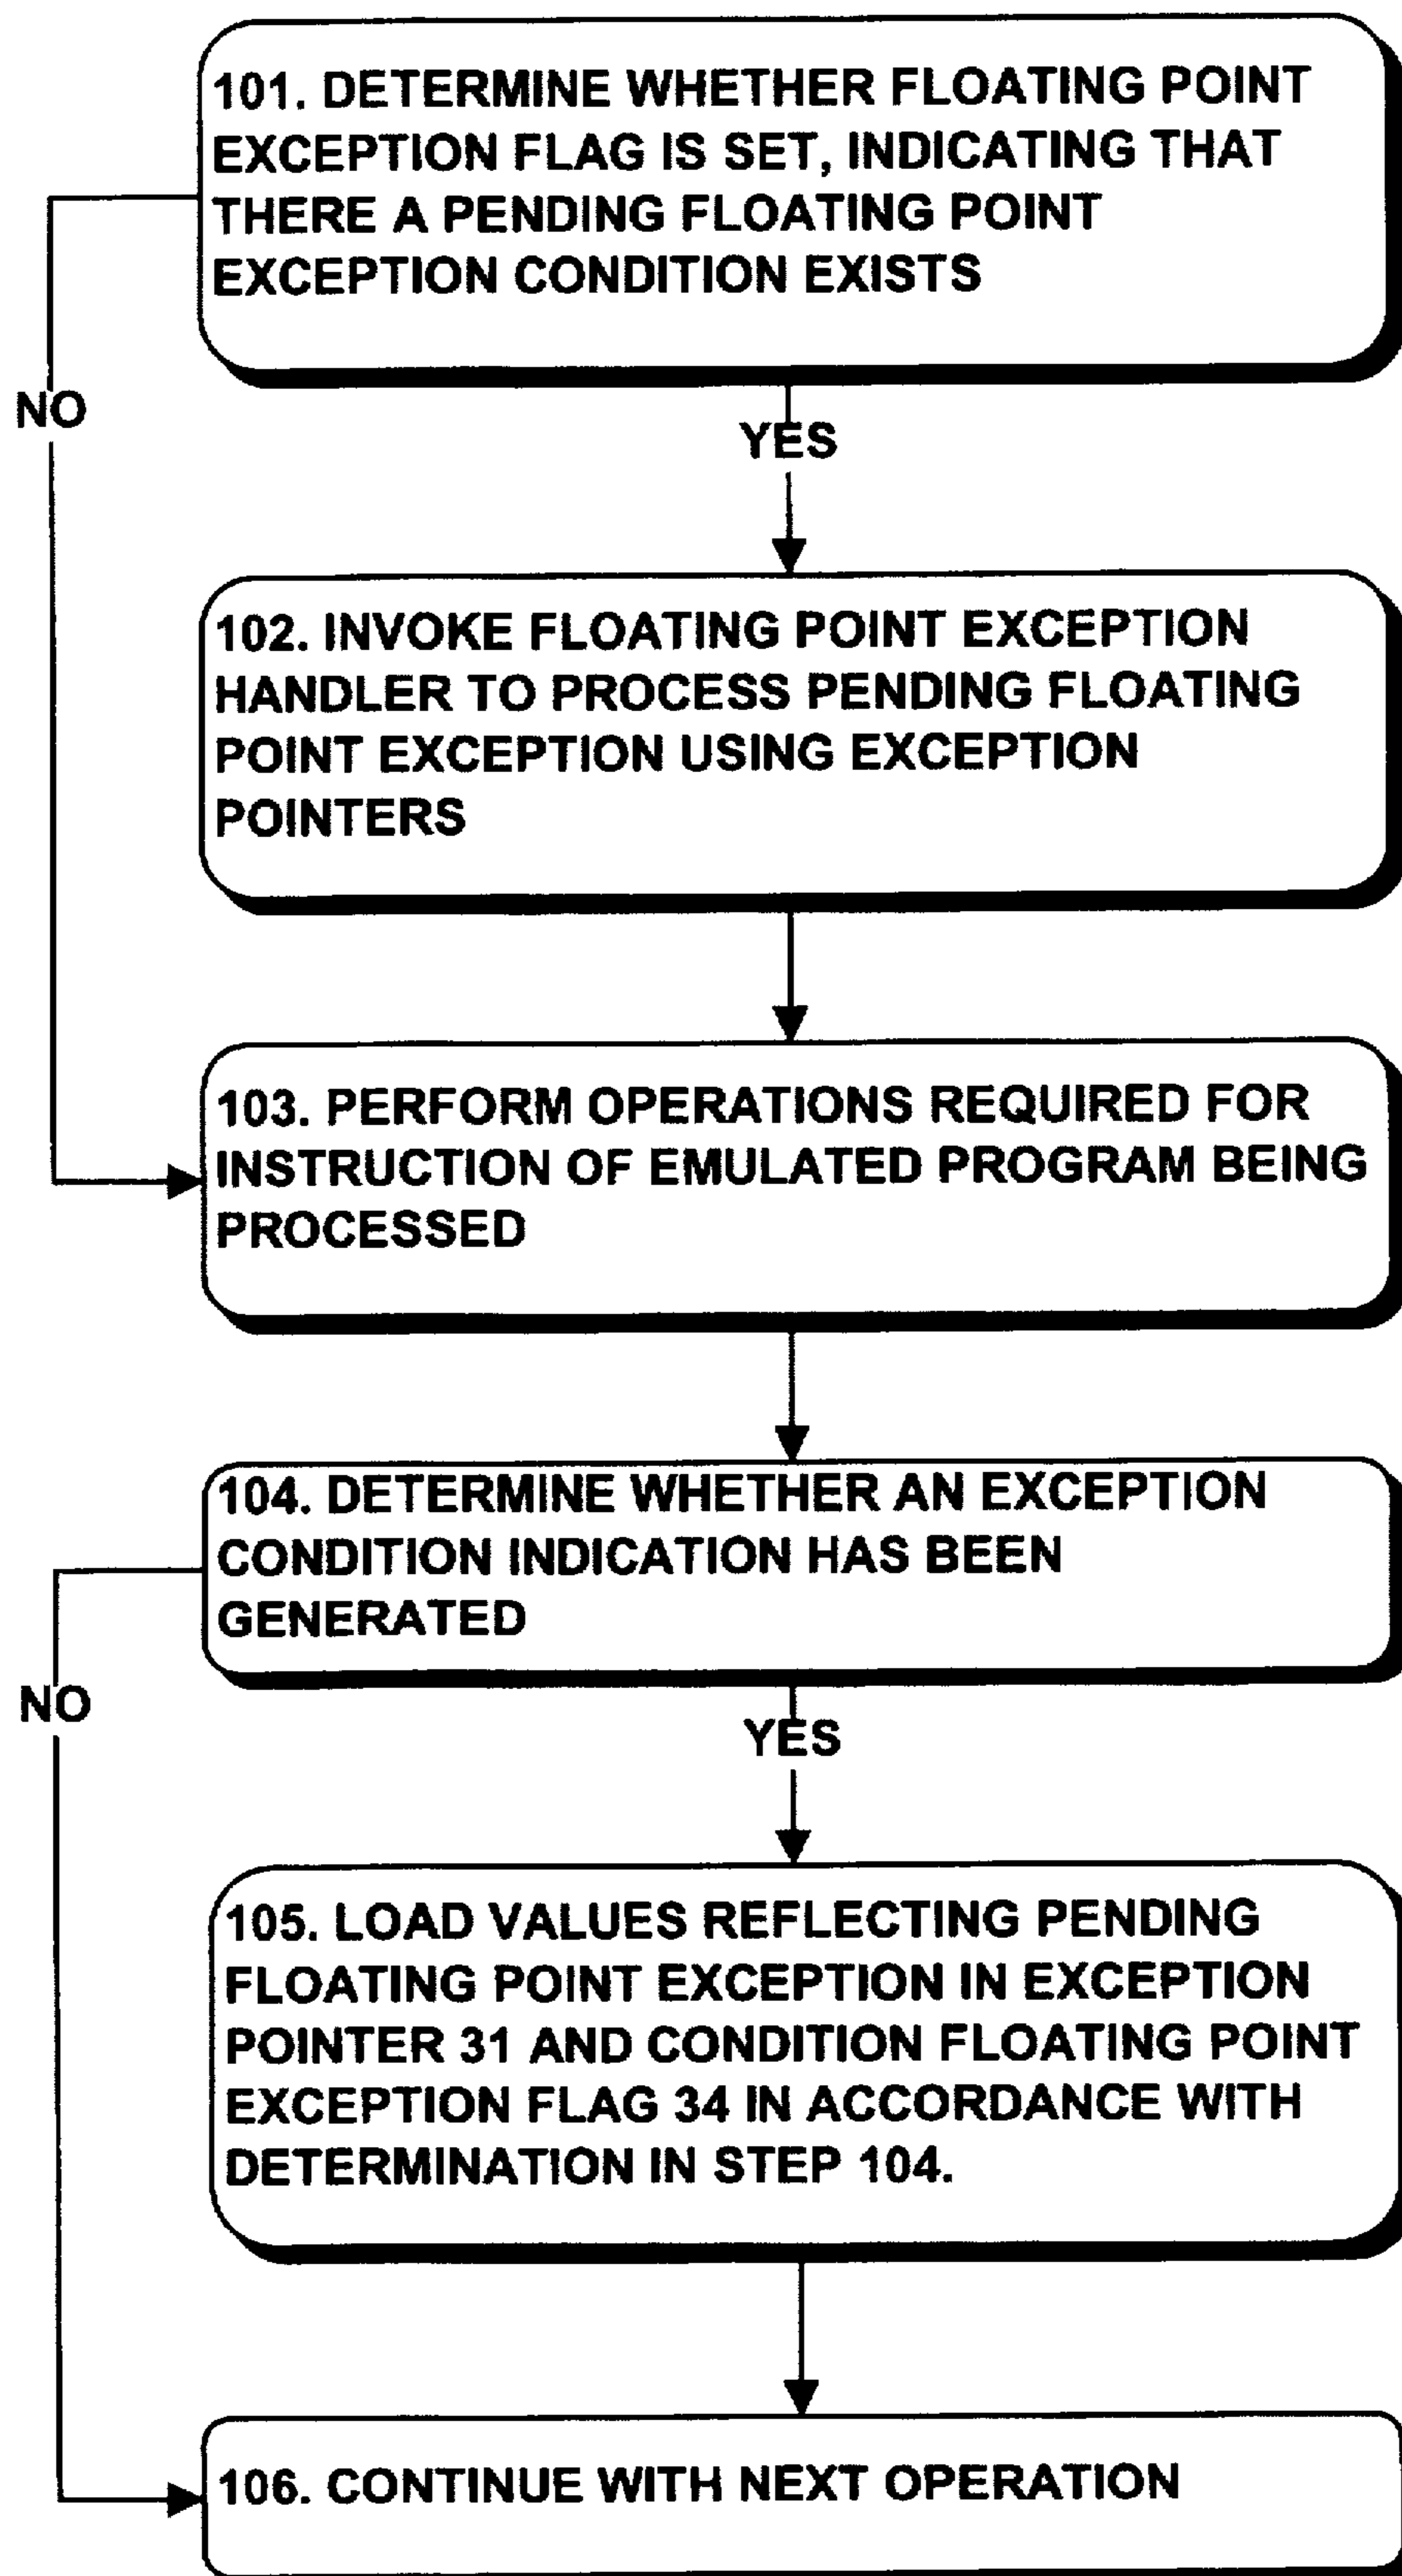 101. DETERMINE WHETHER FLOATING POINT
EXCEPTION FLAG IS SET, INDICATING THAT
THERE A PENDING FLOATING POINT
EXCEPTION CONDITION EXISTS
NO
YES
102. INVOKE FLOATING POINT EXCEPTION
HANDLER TO PROCESS PENDING FLOATING
POINT EXCEPTION USING EXCEPTION
POINTERS
103. PERFORM OPERATIONS REQUIRED FOR
INSTRUCTION OF EMULATED PROGRAM BEING
PROCESSED
104. DETERMINE WHETHER AN EXCEPTION
CONDITION INDICATION HAS BEEN
GENERATED
NO
YES
105. LOAD VALUES REFLECTING PENDING
FLOATING POINT EXCEPTION IN EXCEPTION
POINTER 31 AND CONDITION FLOATING POINT
EXCEPTION FLAG 34 IN ACCORDANCE WITH
DETERMINATION IN STEP 104.
106. CONTINUE WITH NEXT OPERATION